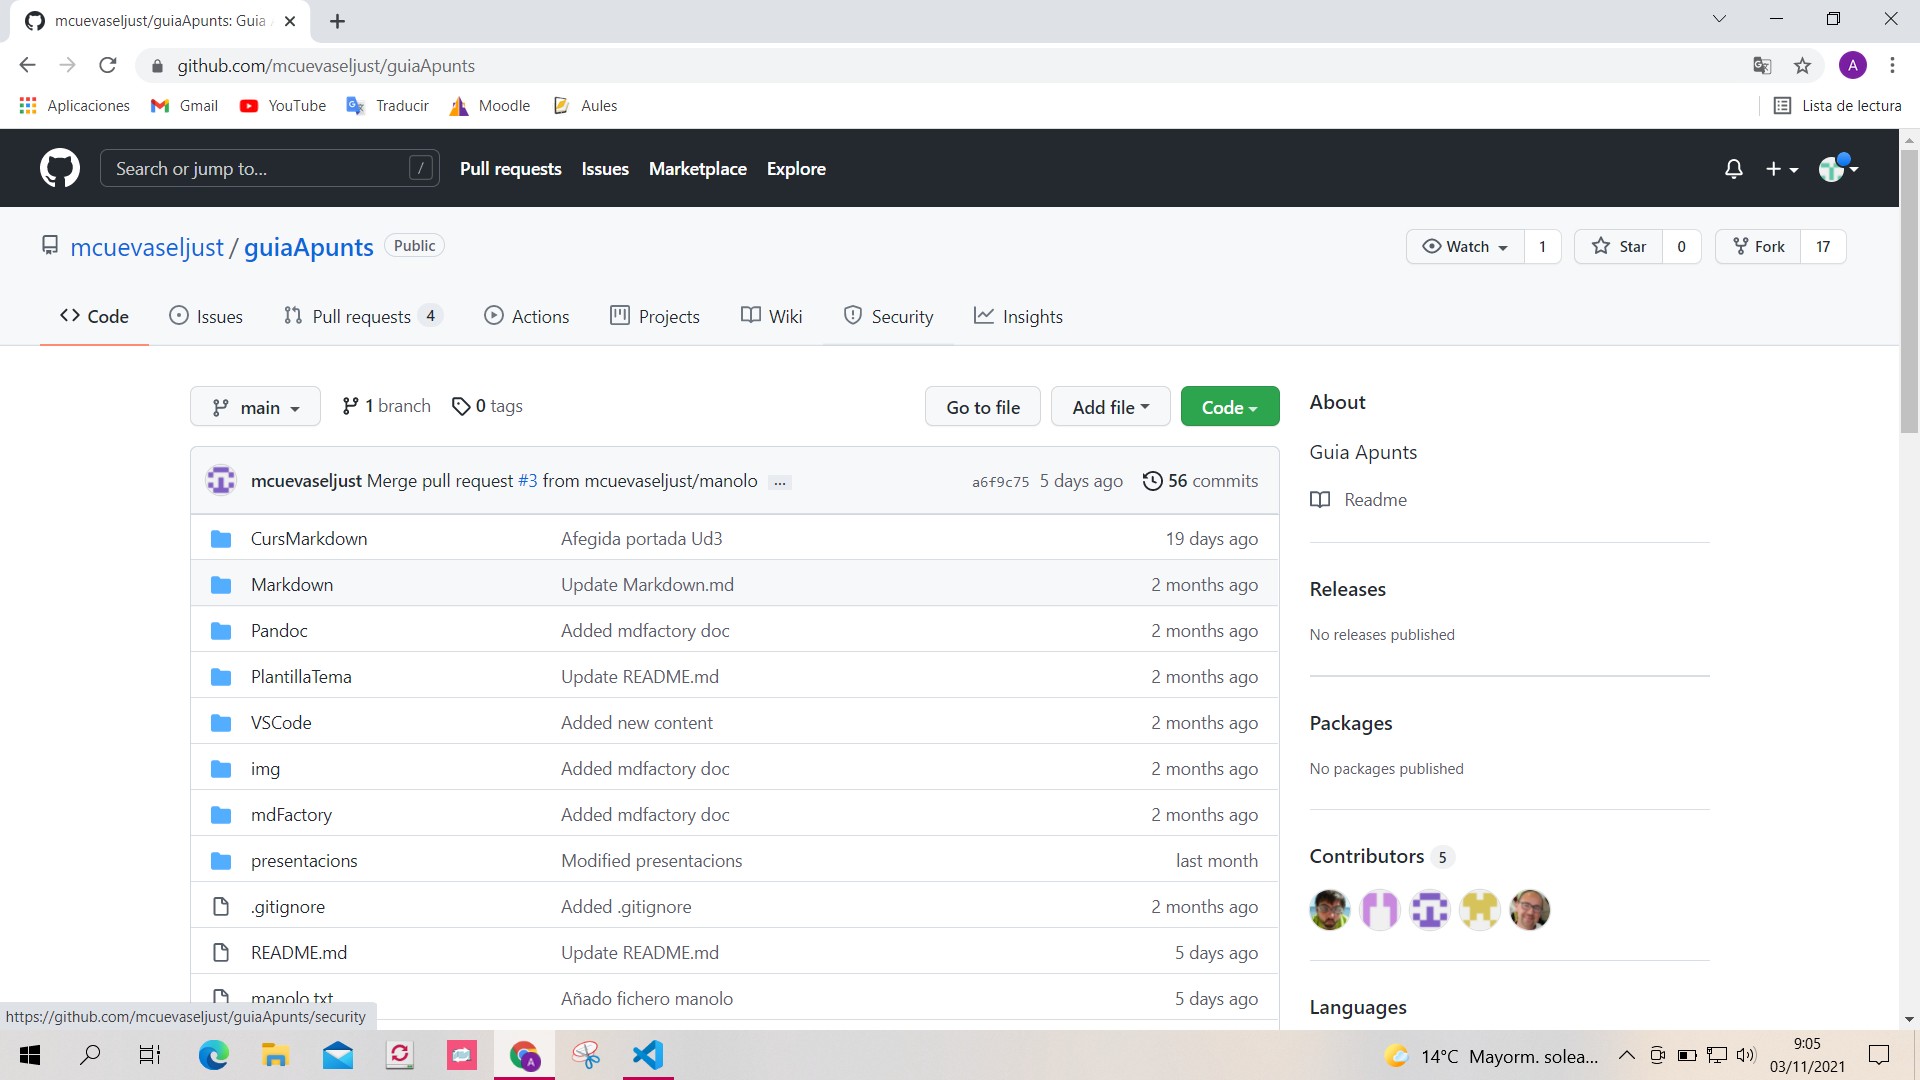 mcuevaseljust/guiaApunts: Guia
github.com/mcuevaseljust/guiaApunts
A
Aplicaciones Gmail YouTube Traducir Moodle Aules Lista de lectura
Search or jump to... / Pull requests Issues Marketplace Explore
mcuevaseljust / guiaApunts Public Watch 1 Star 0 Fork 17
Code Issues Pull requests 4 Actions Projects Wiki Security Insights
main 1 branch 0 tags Go to file Add file Code
mcuevaseljust Merge pull request #3 from mcuevaseljust/manolo ... a6f9c75 5 days ago 56 commits
CursMarkdown Afegida portada Ud3 19 days ago
Markdown Update Markdown.md 2 months ago
Pandoc Added mdfactory doc 2 months ago
PlantillaTema Update README.md 2 months ago
VSCode Added new content 2 months ago
img Added mdfactory doc 2 months ago
mdFactory Added mdfactory doc 2 months ago
presentacions Modified presentacions last month
.gitignore Added .gitignore 2 months ago
README.md Update README.md 5 days ago
manolo.txt Añado fichero manolo 5 days ago
About
Guia Apunts
Readme
Releases
No releases published
Packages
No packages published
Contributors 5
Languages
https://github.com/mcuevaseljust/guiaApunts/security
A
14°C Mayorm. solea...
9:05
03/11/2021